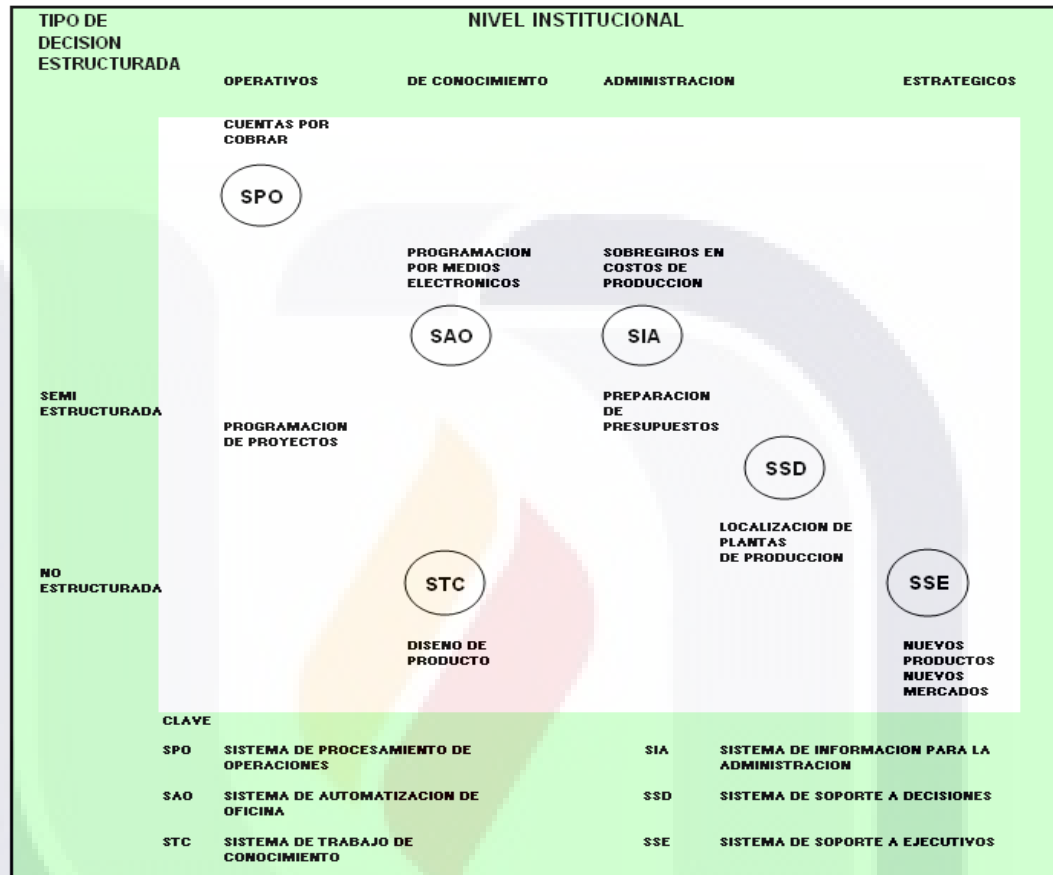 TIPO DE
DECISION
ESTRUCTURADA
NIVEL INSTITUCIONAL
OPERATIVOS DE CONOCIMIENTO ADMINISTRACION ESTRATEGICOS
CUENTAS POR
COBRAR
SPO
PROGRAMACION
POR MEDIOS
ELECTRONICOS
SOBREGIROS EN
COSTOS DE
PRODUCCION
SAO
SIA
SEMI
ESTRUCTURADA
PROGRAMACION
DE PROYECTOS
PREPARACION
DE
PRESUPUESTOS
SSD
LOCALIZACION DE
PLANTAS
DE PRODUCCION
NO
ESTRUCTURADA
STC
SSE
DISENO DE
PRODUCTO
NUEVOS
PRODUCTOS
NUEVOS
MERCADOS
CLAVE
SPO SISTEMA DE PROCESAMIENTO DE
OPERACIONES
SIA SISTEMA DE INFORMACION PARA LA
ADMINISTRACION
SAO SISTEMA DE AUTOMATIZACION DE
OFICINA
SSD SISTEMA DE SOPORTE A DECISIONES
STC SISTEMA DE TRABAJO DE
CONOCIMIENTO
SSE SISTEMA DE SOPORTE A EJECUTIVOS